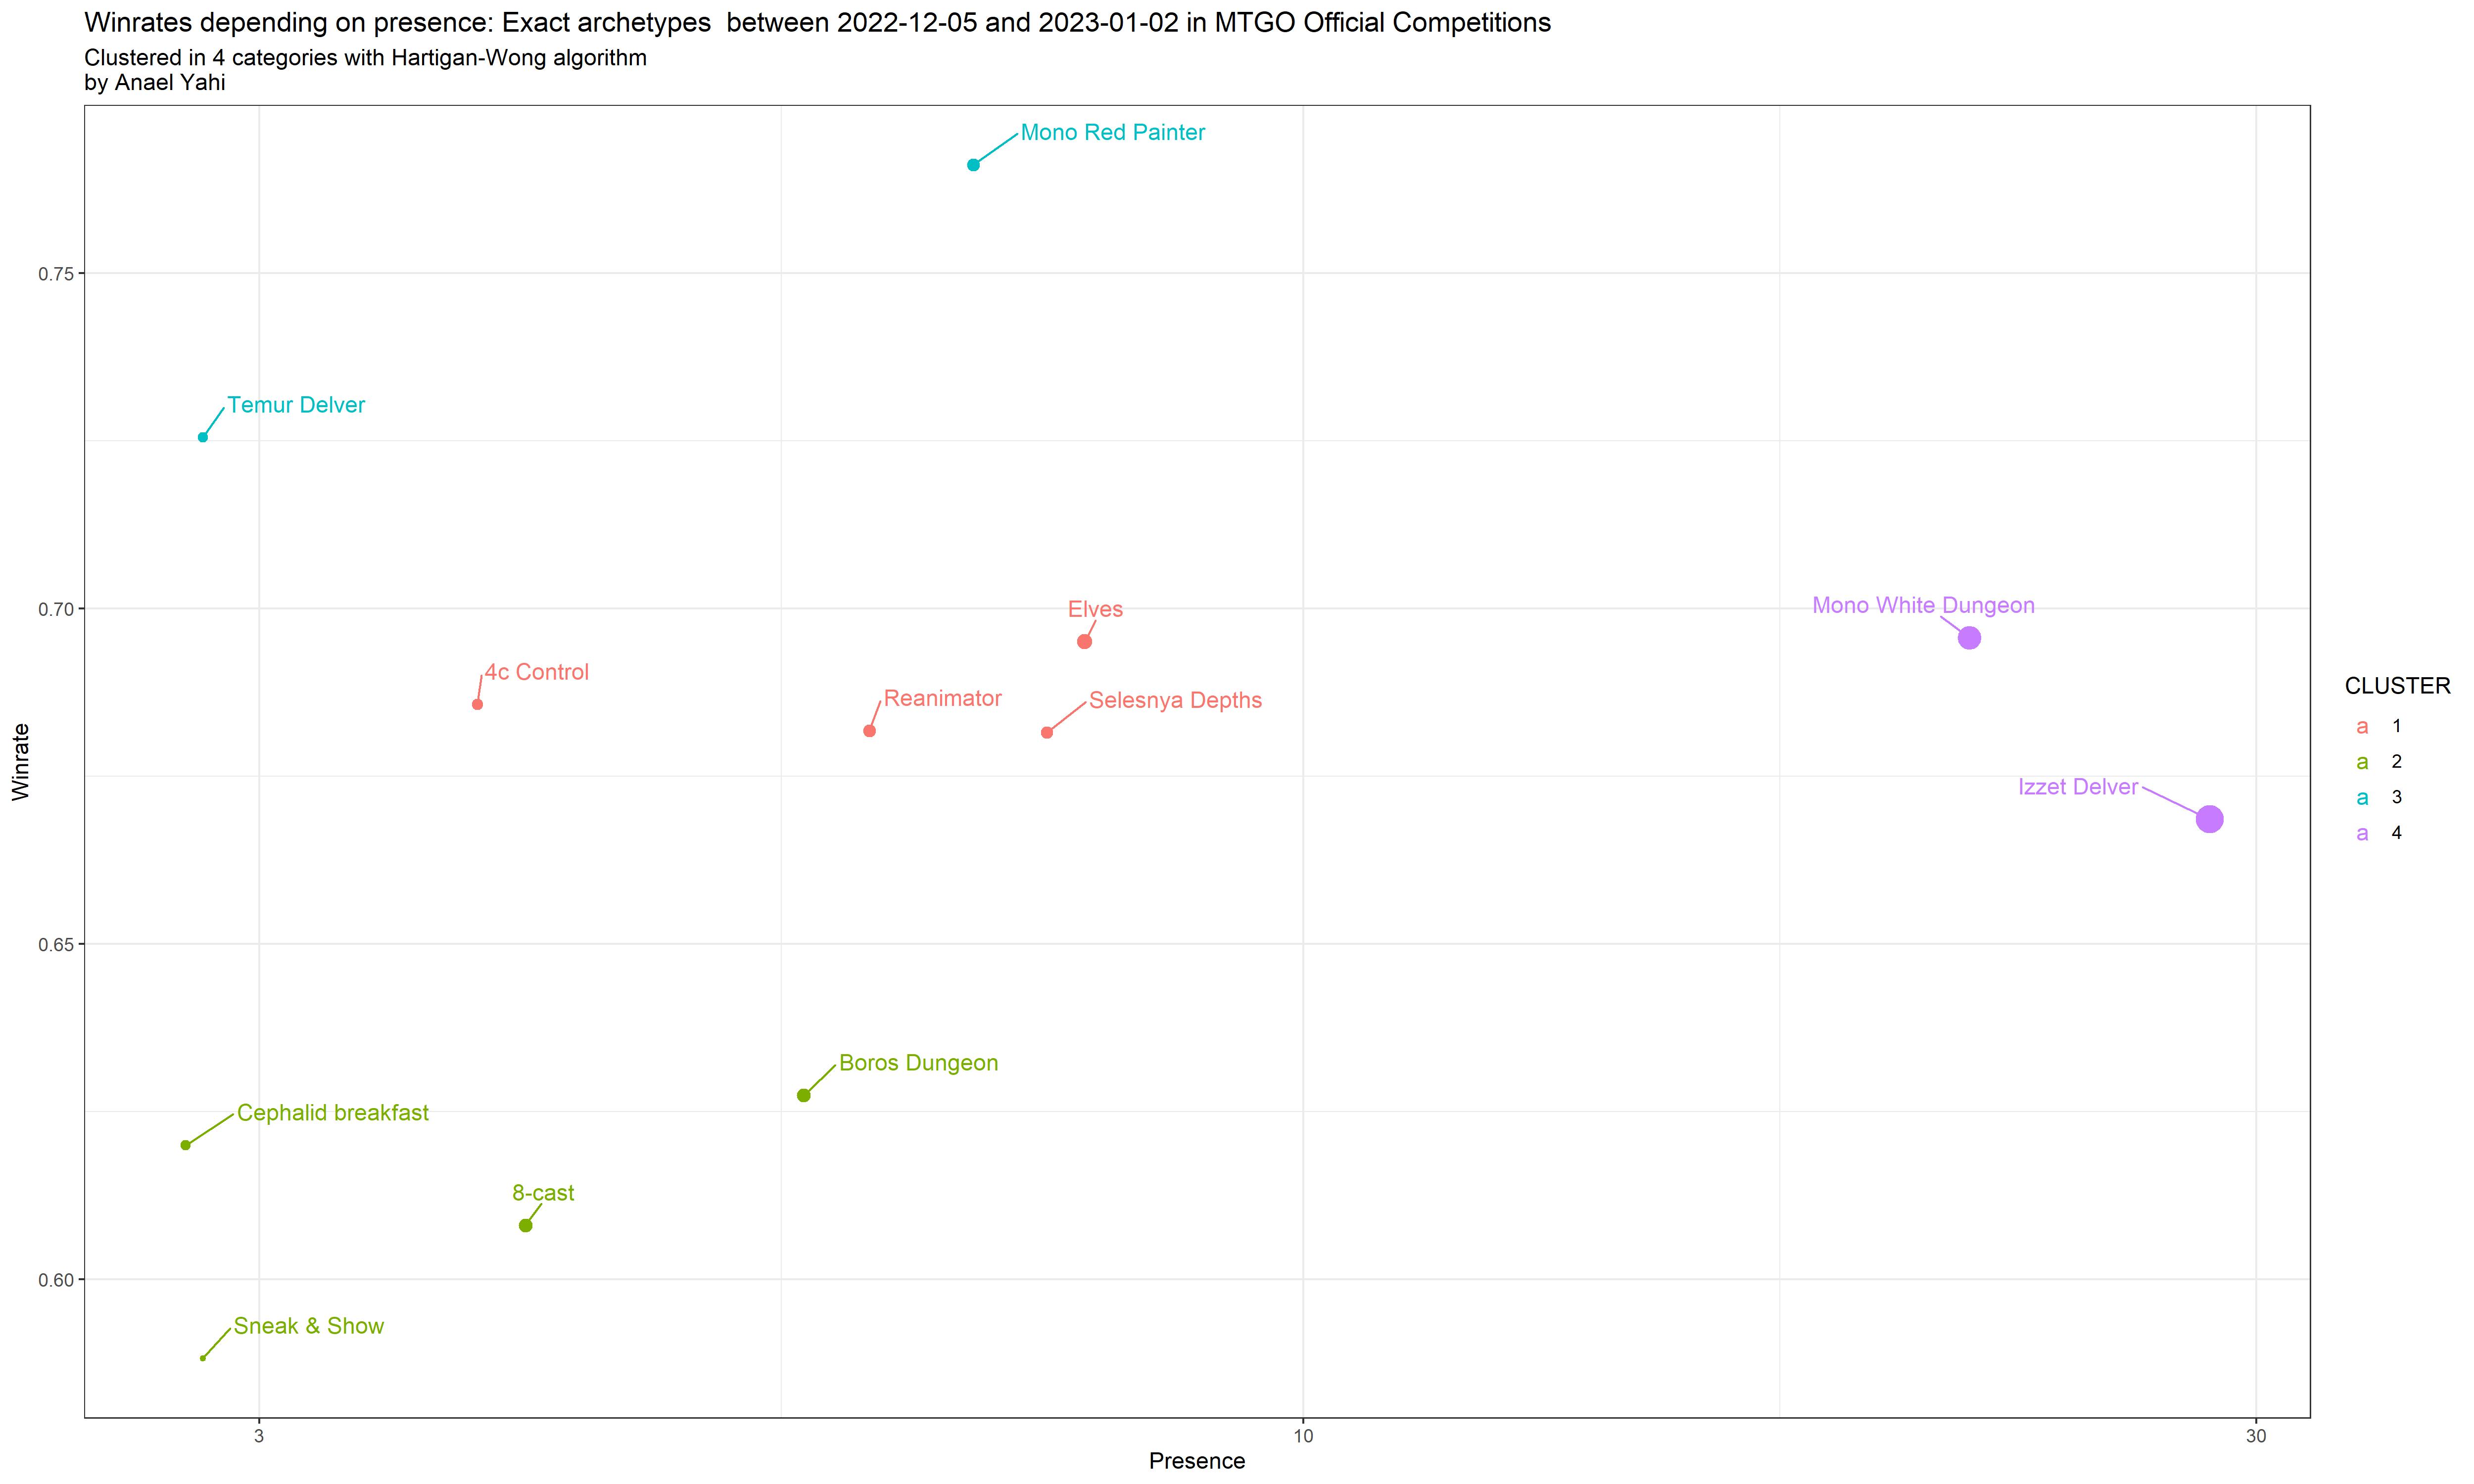 Winrates depending on presence: Exact archetypes  between 2022-12-05 and 2023-01-02 in MTGO Official Competitions
Clustered in 4 categories with Hartigan-Wong algorithm
by Anael Yahi
Mono Red Painter
0.75
Temur Delver
0.70
Elves
Mono White Dungeon
4c Control
Reanimator
Selesnya Depths
Izzet Delver
CLUSTER
a 1
a 2
a 3
a 4
Winrate
0.65
Boros Dungeon
Cephalid breakfast
8-cast
0.60
Sneak & Show
3
10
30
Presence